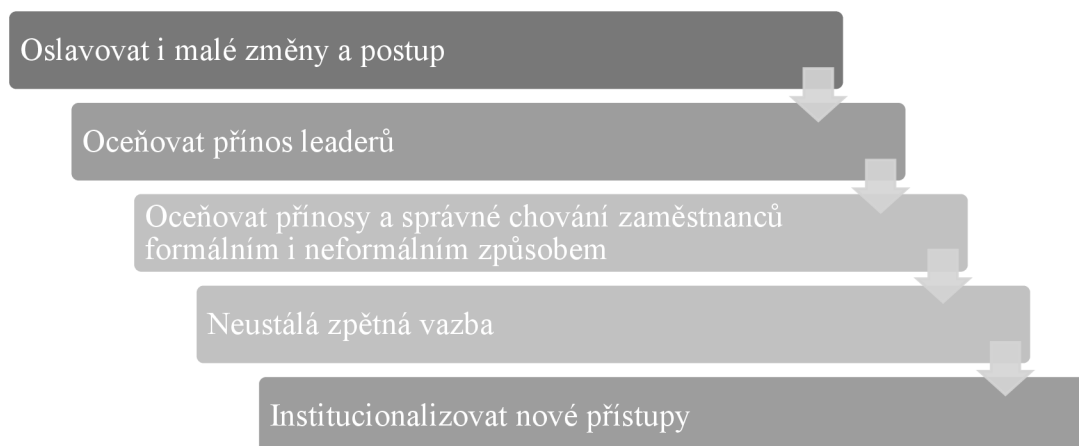 Oslavovat i malé změny a postup
Oceňovat přínos leaderů
Oceňovat přínosy a správné chování zaměstnanců
formálním i neformálním způsobem
Neustálá zpětná vazba
Institucionalizovat nové přístupy